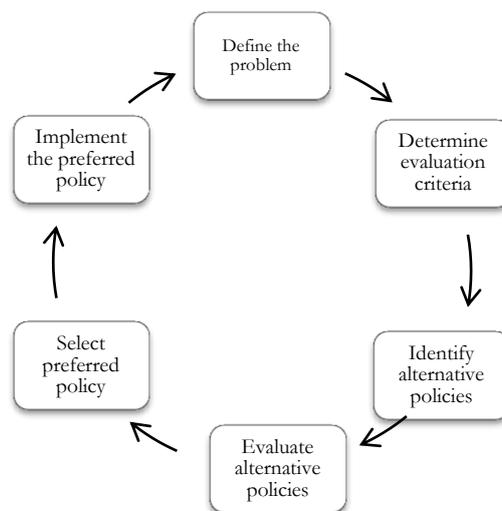 Define the
problem
Determine
evaluation
criteria
Identify
alternative
policies
Evaluate
alternative
policies
Select
preferred
policy
Implement
the preferred
policy